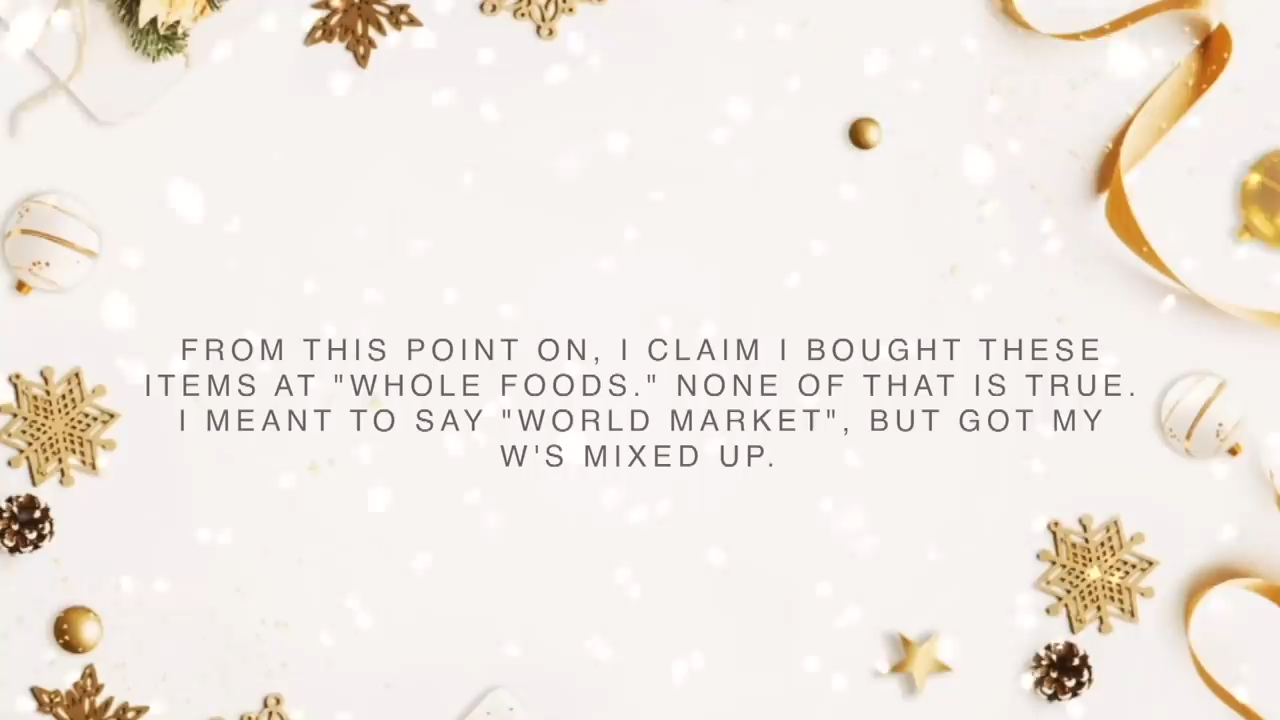 FROM THIS POINT ON, I CLAIM I BOUGHT THESE
ITEMS AT "WHOLE FOODS." NONE OF THAT IS TRUE.
I MEANT TO SAY "WORLD MARKET", BUT GOT MY
W'S MIXED UP.